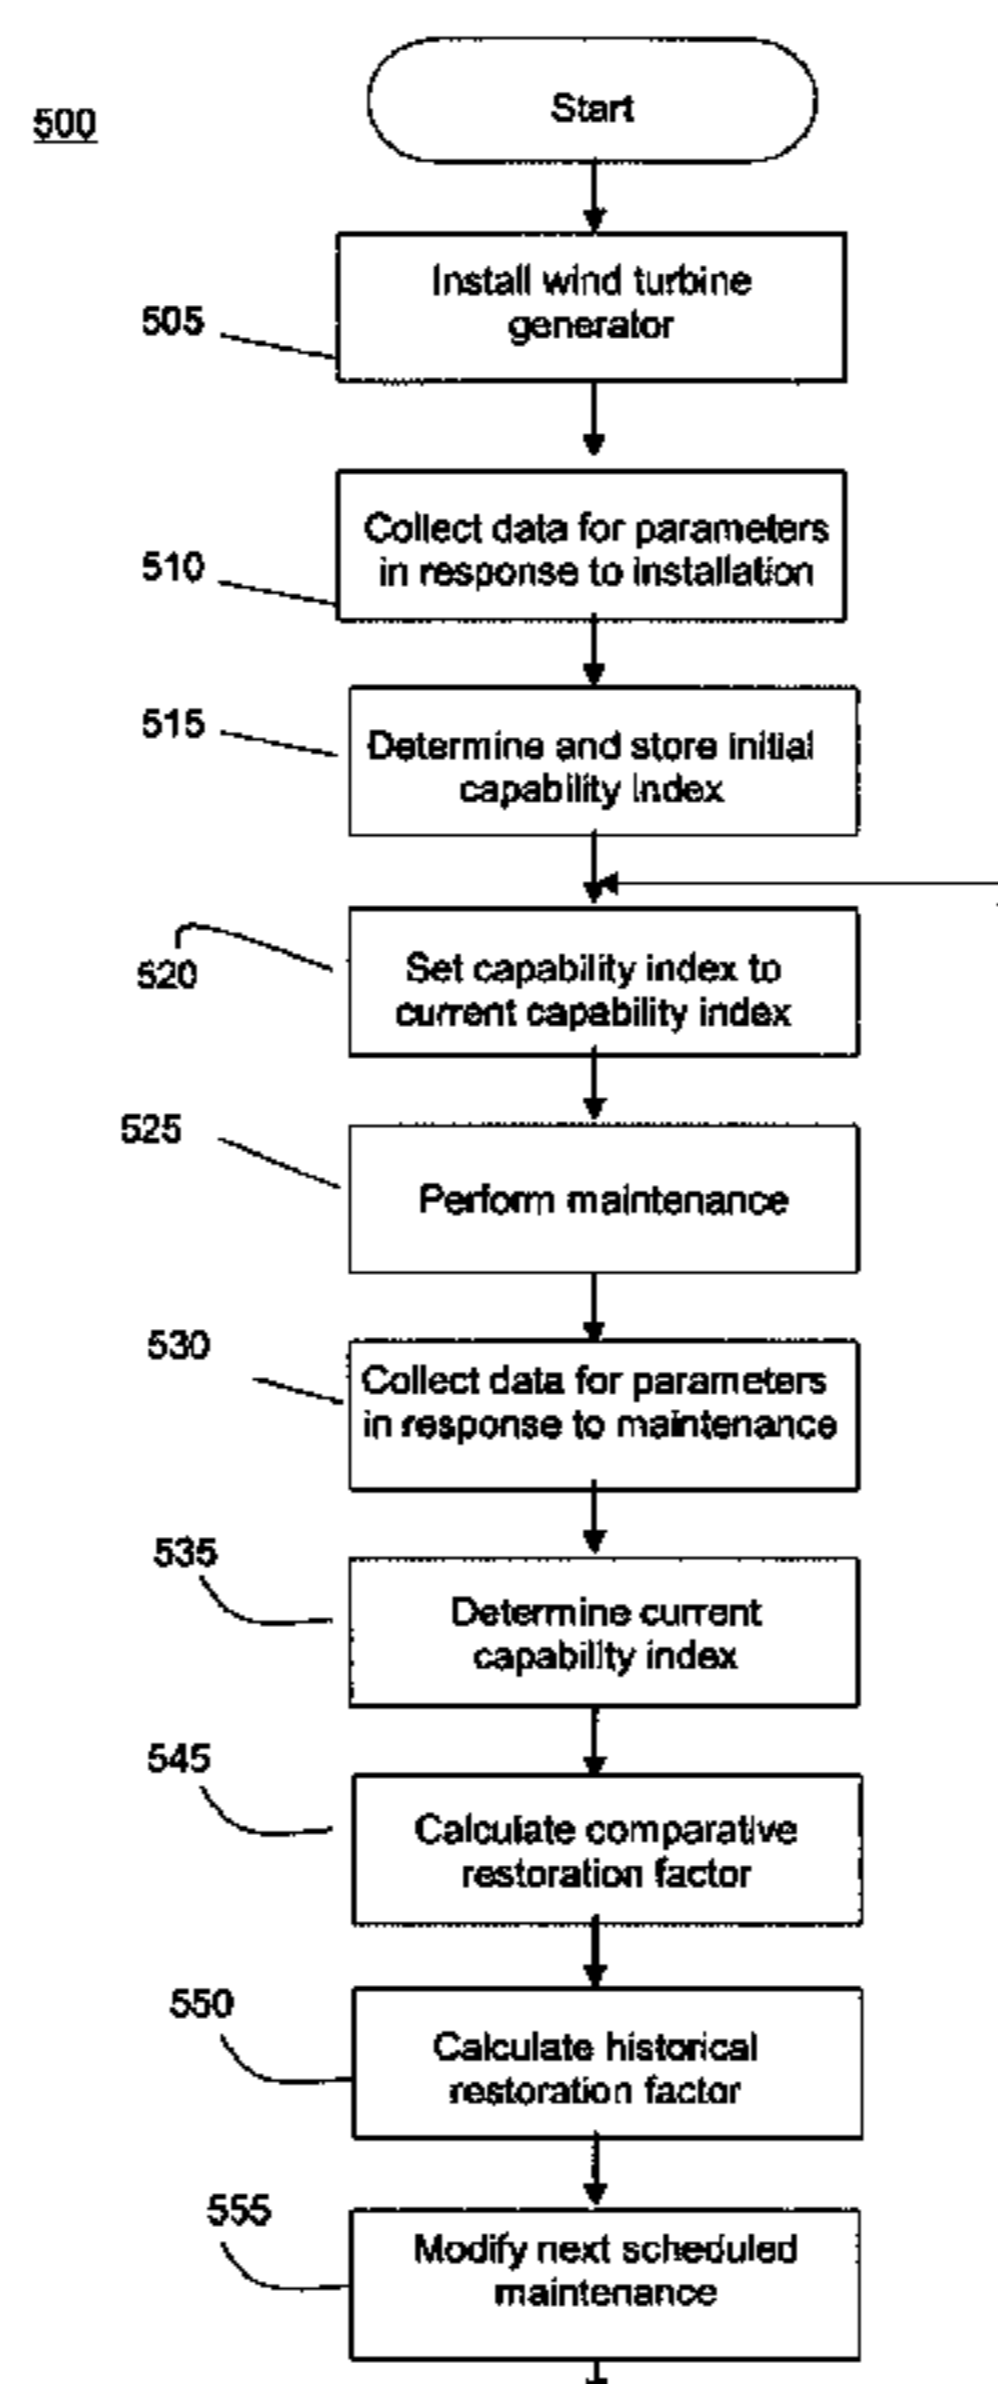 500
Start
505
Install wind turbine
generator
510
Collect data for parameters
in response to installation
515
Determine and store initial
capability index
520
Set capability index to
current capability index
525
Perform maintenance
530
Collect data for parameters
in response to maintenance
535
Determine current
capability index
545
Calculate comparative
restoration factor
550
Calculate historical
restoration factor
555
Modify next scheduled
maintenance